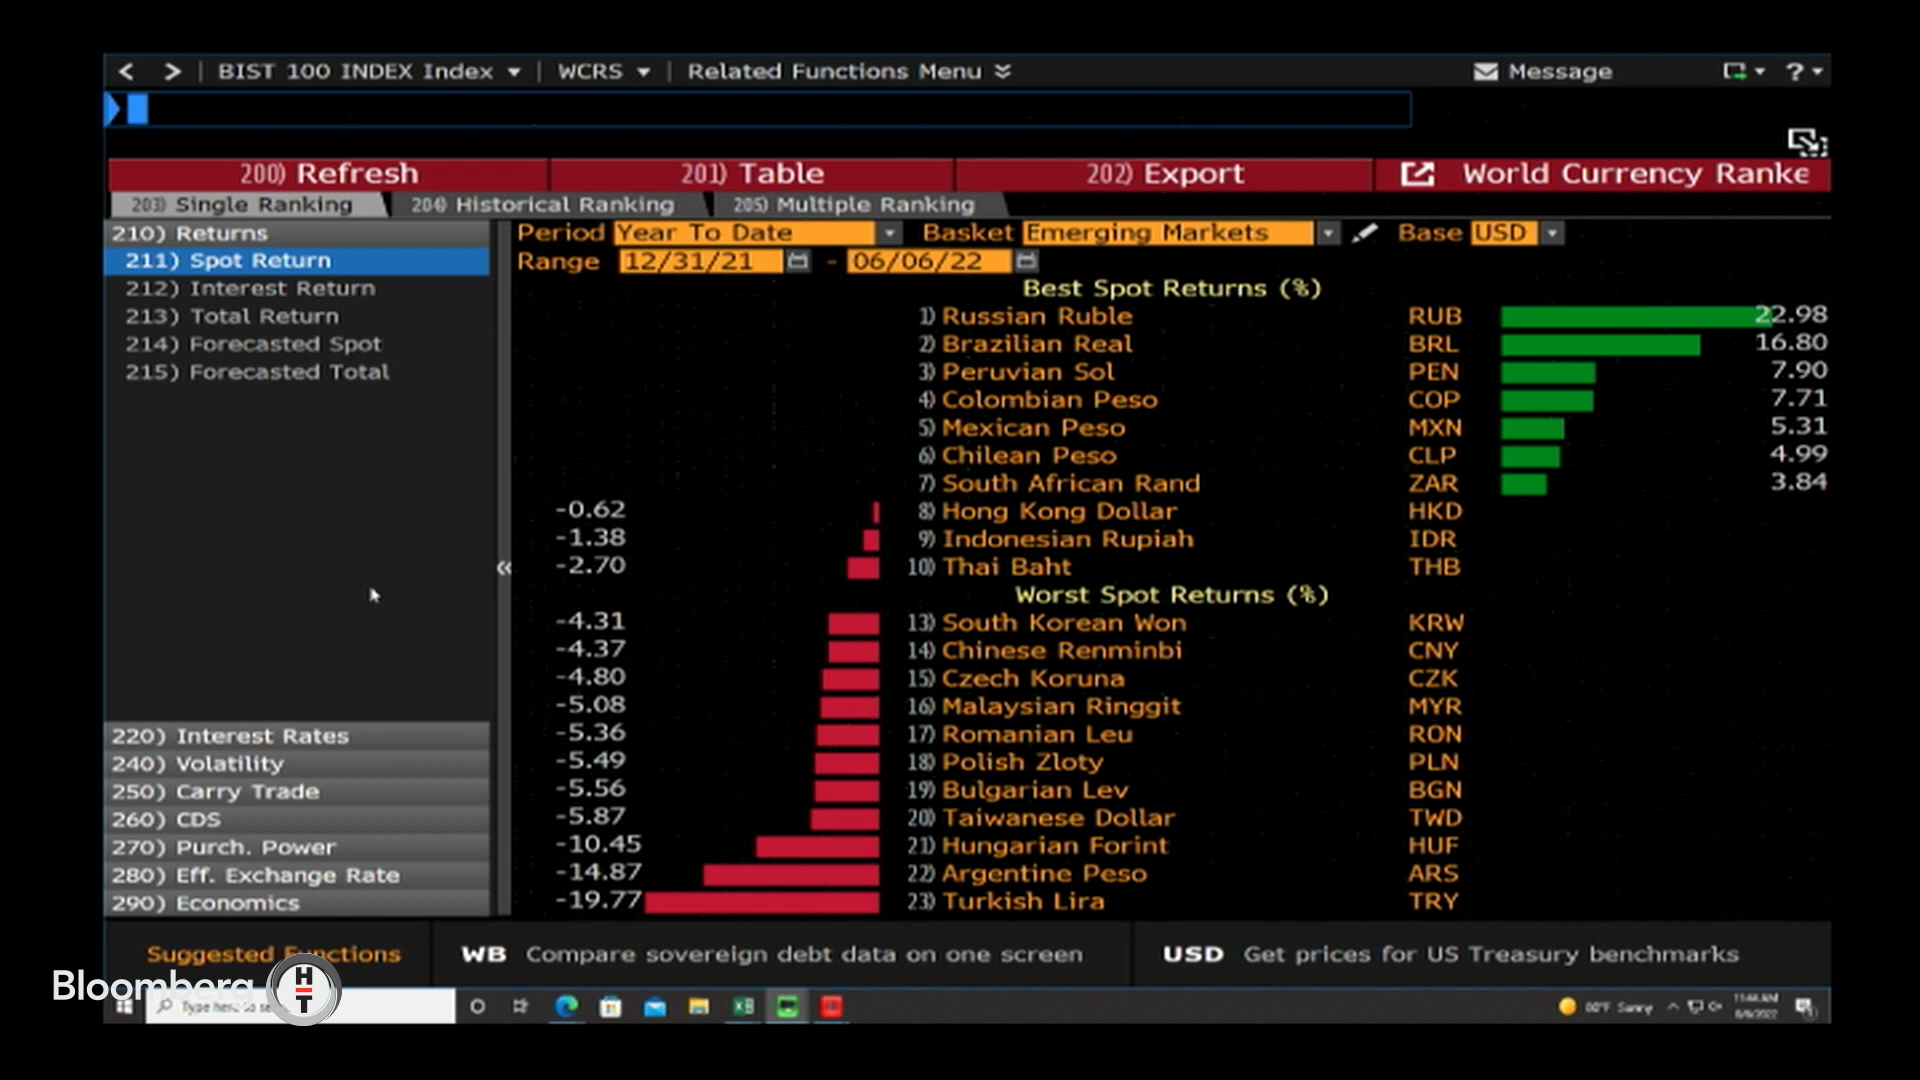 < > BIST 100 INDEX Index WCRS Related Functions Menu Message ?
200) Refresh 201) Table 202) Export World Currency Ranke
203) Single Ranking 204) Historical Ranking 205) Multiple Ranking
210) Returns
211) Spot Return
212) Interest Return
213) Total Return
214) Forecasted Spot
215) Forecasted Total
220) Interest Rates
240) Volatility
250) Carry Trade
260) CDS
270) Purch. Power
280) Eff. Exchange Rate
290) Economics
Period Year To Date Basket Emerging Markets Base USD
Range 12/31/21 - 06/06/22
Best Spot Returns (%)
1) Russian Ruble RUB 22.98
2) Brazilian Real BRL 16.80
3) Peruvian Sol PEN 7.90
4) Colombian Peso COP 7.71
5) Mexican Peso MXN 5.31
6) Chilean Peso CLP 4.99
7) South African Rand ZAR 3.84
-0.62 8) Hong Kong Dollar HKD
-1.38 9) Indonesian Rupiah IDR
-2.70 10) Thai Baht THB
Worst Spot Returns (%)
-4.31 13) South Korean Won KRW
-4.37 14) Chinese Renminbi CNY
-4.80 15) Czech Koruna CZK
-5.08 16) Malaysian Ringgit MYR
-5.36 17) Romanian Leu RON
-5.49 18) Polish Zloty PLN
-5.56 19) Bulgarian Lev BGN
-5.87 20) Taiwanese Dollar TWD
-10.45 21) Hungarian Forint HUF
-14.87 22) Argentine Peso ARS
-19.77 23) Turkish Lira TRY
Suggested Functions WB Compare sovereign debt data on one screen USD Get prices for US Treasury benchmarks
Bloomberg HT
Type here to se
Sunny